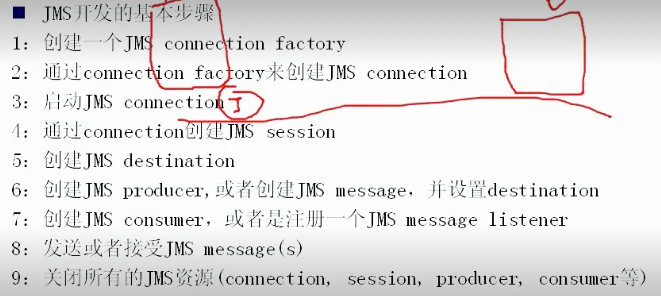 ■ JMS开发的基本步骤
1：创建一个JMS connection factory
2：通过connection factory来创建JMS connection
3：启动JMS connection J
4：通过connection创建JMS session
5：创建JMS destination
6：创建JMS producer,或者创建JMS message，并设置destination
7：创建JMS consumer，或者是注册一个JMS message listener
8：发送或者接受JMS message(s)
9：关闭所有的JMS资源(connection, session, producer, consumer等)